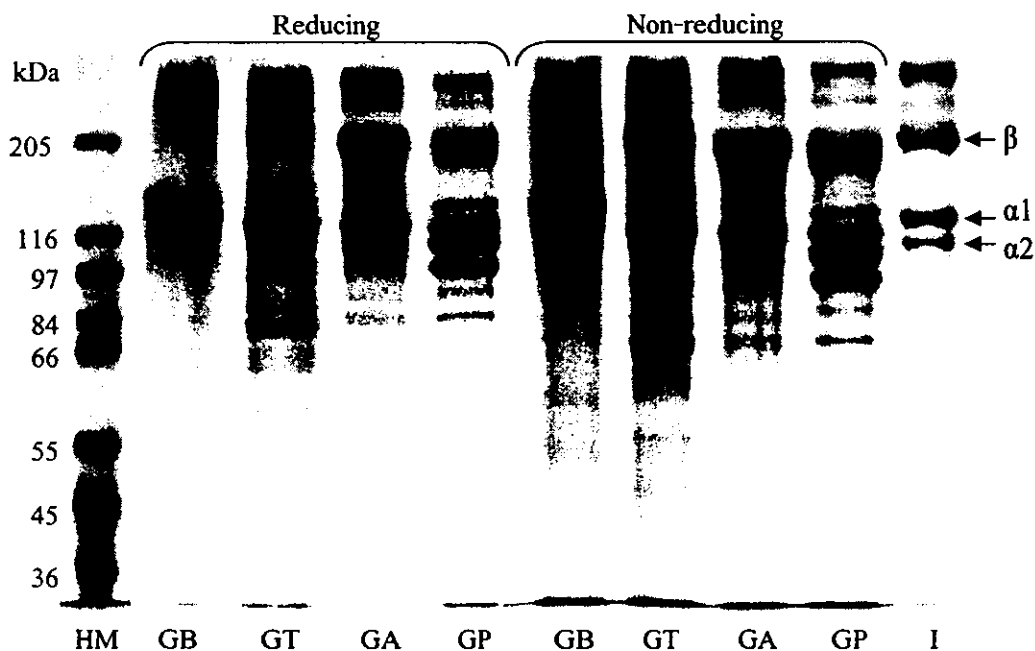 Reducing Non-reducing
kDa
205
β
α1
116
α2
97
84
66
55
45
36
HM GB GT GA GP GB GT GA GP I